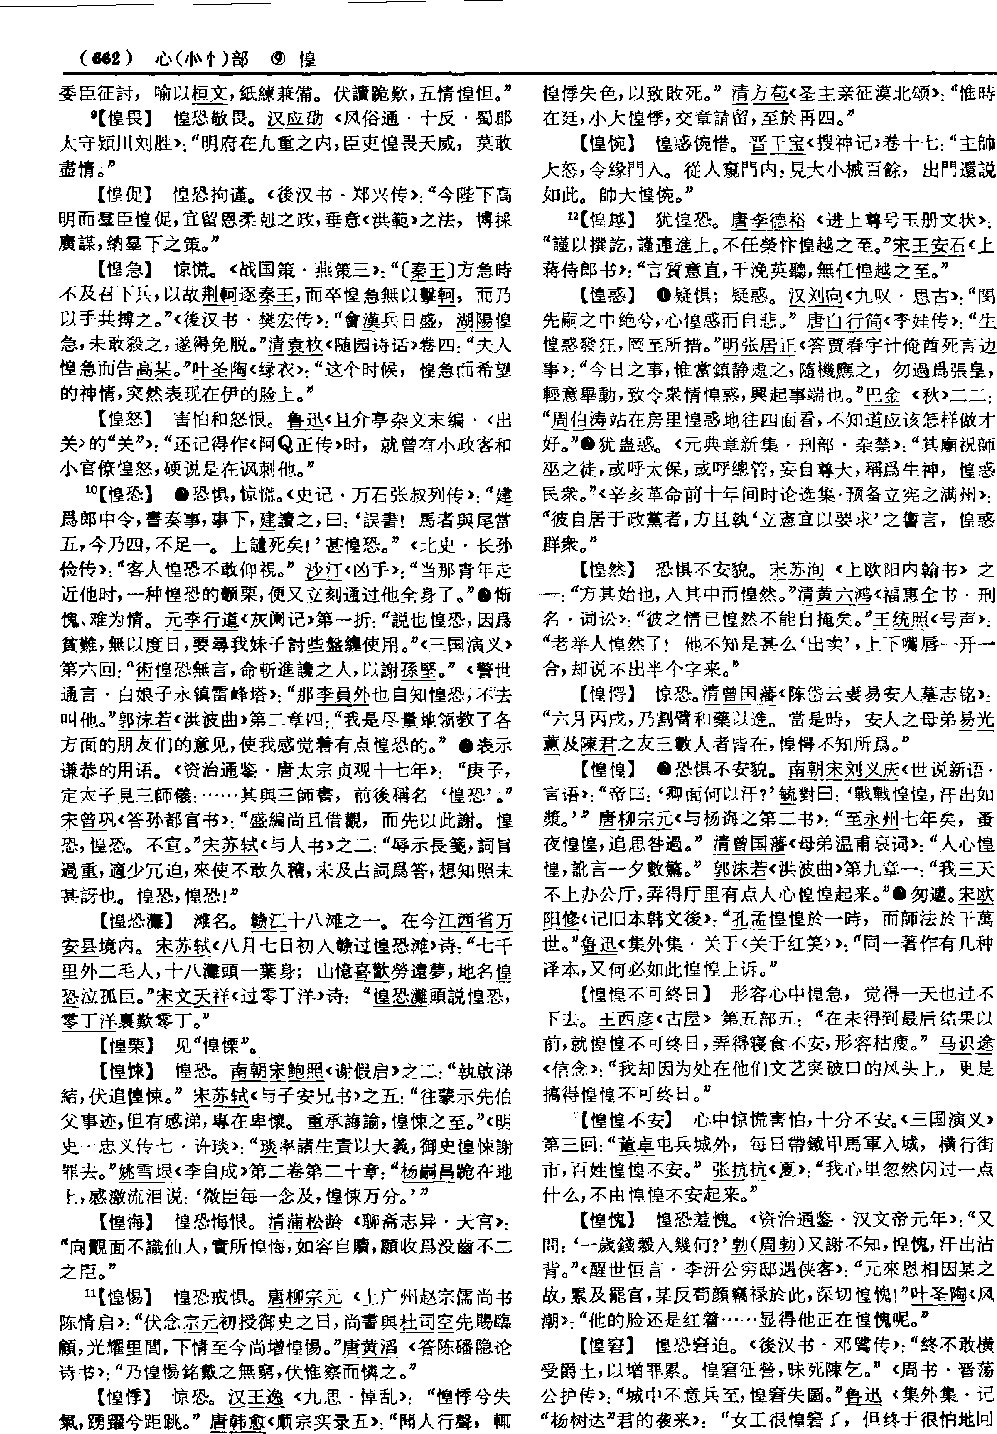 （662） 心(小忄)部 ⑨ 惶
委臣征討，喻以桓文，紙練兼備。伏讀跪歎，五情惶怛。”
⁹【惶畏】 惶恐敬畏。汉应劭《风俗通·十反·蜀郡
太守颍川刘胜》：“明府在九重之内，臣吏惶畏天威，莫敢
盡情。”
【惶促】 惶恐拘谨。《後汉书·郑兴传》：“今陛下高
明而羣臣惶促，宜留思柔剋之政，垂意《洪範》之法，博採
廣謀，納羣下之策。”
【惶急】 惊慌。《战国策·燕策三》：“〔秦王〕方急時
不及召下兵，以故荆軻逐秦王，而卒惶急無以擊軻，而乃
以手共搏之。”《後汉书·樊宏传》：“會漢兵日盛，湖陽惶
急，未敢殺之，遂得免脱。”清袁枚《随园诗话》卷四：“夫人
惶急而告高某。”叶圣陶《绿衣》：“这个时候，惶急而希望
的神情，突然表现在伊的脸上。”
【惶怒】 害怕和怒恨。鲁迅《且介亭杂文末编·〈出
关〉的“关”》：“还记得作《阿Q正传》时，就曾有小政客和
小官僚惶怒，硬说是在讽刺他。”
¹⁰【惶恐】 ❶恐惧，惊慌。《史记·万石张叔列传》：“建
爲郎中令，書奏事，事下，建讀之，曰：‘誤書！馬者與尾當
五，今乃四，不足一。上譴死矣！’甚惶恐。”《北史·长孙
俭传》：“客人惶恐不敢仰視。”沙汀《凶手》：“当那青年走
近他时，一种惶恐的颤栗，便又立刻通过他全身了。”❷惭
愧、难为情。元李行道《灰阑记》第一折：“説也惶恐，因爲
貧難，無以度日，要尋我妹子討些盤纏使用。”《三国演义》
第六回：“術惶恐無言，命斬進讒之人，以謝孫堅。”《警世
通言·白娘子永镇雷峰塔》：“那李員外也自知惶恐，不去
叫他。”郭沫若《洪波曲》第二章四：“我是尽量地领教了各
方面的朋友们的意见，使我感觉着有点惶恐的。”❸表示
谦恭的用语。《资治通鉴·唐太宗贞观十七年》：“庚子，
定太子見三師儀：……其與三師書，前後稱名‘惶恐’。”
宋曾巩《答孙都官书》：“盛編尚且借觀，而先以此謝。惶
恐，惶恐。不宣。”宋苏轼《与人书》之二：“辱示長箋，詞旨
過重，適少冗迫，來使不敢久稽，未及占詞爲答，想知照未
甚訝也。惶恐，惶恐！”
【惶恐灘】 滩名。赣江十八滩之一。在今江西省万
安县境内。宋苏轼《八月七日初入赣过惶恐滩》诗：“七千
里外二毛人，十八灘頭一葉身；山憶喜歡勞遠夢，地名惶
恐泣孤臣。”宋文天祥《过零丁洋》诗：“惶恐灘頭説惶恐，
零丁洋裏歎零丁。”
【惶栗】 见“惶慄”。
【惶悚】 惶恐。南朝宋鲍照《谢假启》之二：“執啟涕
結，伏追惶悚。”宋苏轼《与子安兄书》之五：“往蒙示先伯
父事迹，但有感涕，專在卑懷。重承誨諭，惶悚之至。”《明
史·忠义传七·许琰》：“琰率諸生責以大義，御史惶悚謝
罪去。”姚雪垠《李自成》第二卷第二十章：“杨嗣昌跪在地
上，感激流泪说：‘微臣每一念及，惶悚万分。’”
【惶悔】 惶恐悔恨。清蒲松龄《聊斋志异·天宫》：
“向覿面不識仙人，實所惶悔，如容自贖，願收爲没齒不二
之臣。”
¹¹【惶惕】 惶恐戒惧。唐柳宗元《上广州赵宗儒尚书
陈情启》：“伏念宗元初授御史之日，尚書與杜司空先賜臨
顧，光耀里閭，下情至今尚增惶惕。”唐黄滔《答陈磻隐论
诗书》：“乃惶惕銘戴之無窮，伏惟察而憐之。”
【惶悸】 惊恐。汉王逸《九思·悼乱》：“惶悸兮失
氣，踴躍兮距跳。”唐韩愈《顺宗实录五》：“聞人行聲，輒
惶悸失色，以致敗死。”清方苞《圣主亲征漠北颂》：“惟時
在廷，小大惶悸，交章請留，至於再四。”
【惶惋】 惶惑惋惜。晋干宝《搜神记》卷十七：“主帥
大怒，令緣門入。從人窺門内，見大小械百餘，出門還説
如此。帥大惶惋。”
¹²【惶越】 犹惶恐。唐李德裕《进上尊号玉册文状》：
“謹以撰訖，謹連進上。不任榮忭惶越之至。”宋王安石《上
蒋侍郎书》：“言質意直，干浼英聽，無任惶越之至。”
【惶惑】 ❶疑惧；疑惑。汉刘向《九叹·思古》：“閔
先嗣之中绝兮，心惶惑而自悲。”唐白行简《李娃传》：“生
惶惑發狂，罔至所措。”明张居正《答贾春宇计俺酋死言边
事》：“今日之事，惟當鎮静處之，隨機應之，勿過爲張皇，
輕意舉動，致令衆情惶惑，興起事端也。”巴金《秋》二二：
“周伯涛站在房里惶惑地往四面看，不知道应该怎样做才
好。”❷犹蛊惑。《元典章新集·刑部·杂禁》：“其廟祝師
巫之徒，或呼太保，或呼總管，妄自尊大，稱爲生神，惶惑
民衆。”《辛亥革命前十年间时论选集·预备立宪之满州》：
“彼自居于政黨者，方且執‘立憲宜以要求’之讆言，惶惑
群衆。”
【惶然】 恐惧不安貌。宋苏洵《上欧阳内翰书》之
一：“方其始也，入其中而惶然。”清黄六鸿《福惠全书·刑
名·词讼》：“彼之情已惶然不能自掩矣。”王统照《号声》：
“老举人惶然了！他不知是甚么‘出卖’，上下嘴唇一开一
合，却说不出半个字来。”
【惶愕】 惊恐。清曾国藩《陈岱云妻易安人墓志铭》：
“六月丙戌，乃割臂和藥以進。當是時，安人之母弟易光
蕙及陳君之友三數人者皆在，惶愕不知所爲。”
【惶惶】 ❶恐惧不安貌。南朝宋刘义庆《世说新语·
言语》：“帝曰：‘卿面何以汗？’毓對曰：‘戰戰惶惶，汗出如
漿。’”唐柳宗元《与杨诲之第二书》：“至永州七年矣，蚤
夜惶惶，追思咎過。”清曾国藩《母弟温甫哀词》：“人心惶
惶，訛言一夕數驚。”郭沫若《洪波曲》第九章一：“我三天
不上办公厅，弄得厅里有点人心惶惶起来。”❷匆遽。宋欧
阳修《记旧本韩文後》：“孔孟惶惶於一時，而師法於千萬
世。”鲁迅《集外集·关于〈关于红笑〉》：“同一著作有几种
译本，又何必如此惶惶上诉。”
【惶惶不可终日】 形容心中惶急，觉得一天也过不
下去。王西彦《古屋》第五部五：“在未得到最后结果以
前，就惶惶不可终日，弄得寝食不安，形容枯瘦。”马识途
《信念》：“我却因为处在他们文艺突破口的风头上，更是
搞得惶惶不可终日。”
【惶惶不安】 心中惊慌害怕，十分不安。《三国演义》
第三回：“董卓屯兵城外，每日帶鐵甲馬軍入城，横行街
市，百姓惶惶不安。”张抗抗《夏》：“我心里忽然闪过一点
什么，不由惶惶不安起来。”
【惶愧】 惶恐羞愧。《资治通鉴·汉文帝元年》：“又
問：‘一歲錢穀入幾何？’勃（周勃）又謝不知，惶愧，汗出沾
背。”《醒世恒言·李汧公穷邸遇侠客》：“元來恩相因某之
故，累及罷官，某反苟顔竊禄於此，深切惶愧！”叶圣陶《风
潮》：“他的脸还是红着……显得他正在惶愧呢。”
【惶窘】 惶恐窘迫。《後汉书·邓骘传》：“终不敢横
受爵土，以增罪累。惶窘征營，昧死陳乞。”《周书·晋荡
公护传》：“城中不意兵至，惶窘失圖。”鲁迅《集外集·记
“杨树达”君的袭来》：“女工很惶窘了，但终于很怕地回